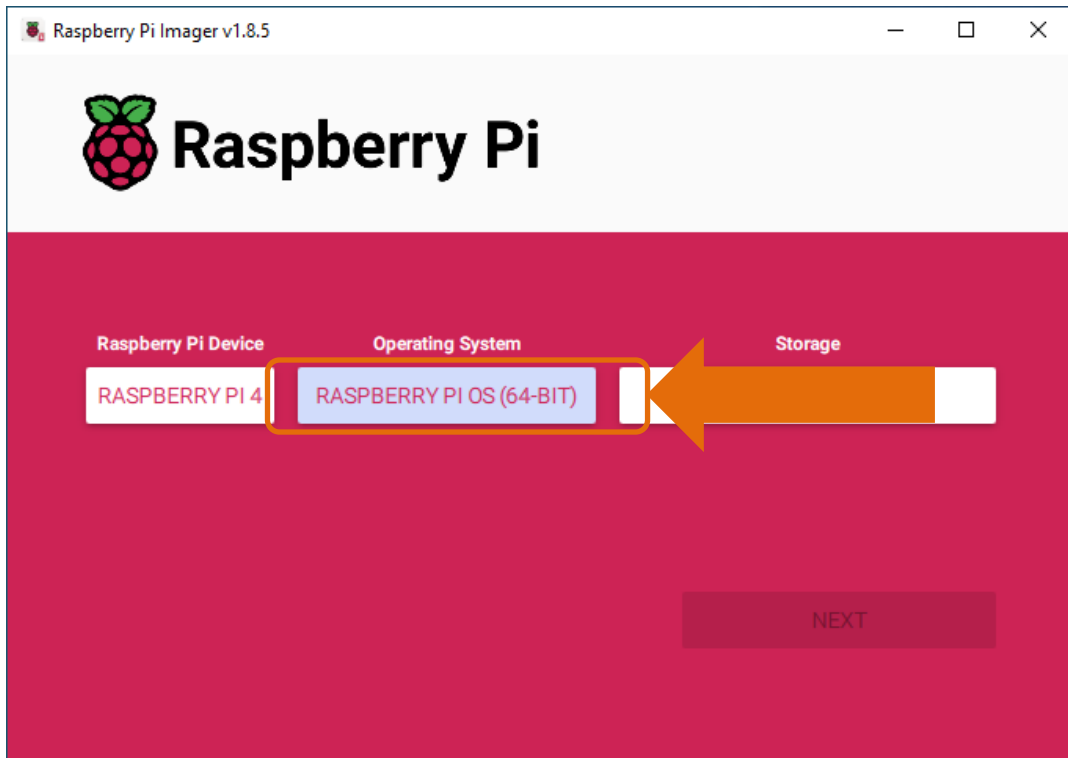 Raspberry Pi Imager v1.8.5
Raspberry Pi
Raspberry Pi Device
Operating System
Storage
RASPBERRY PI 4
RASPBERRY PI OS (64-BIT)
NEXT